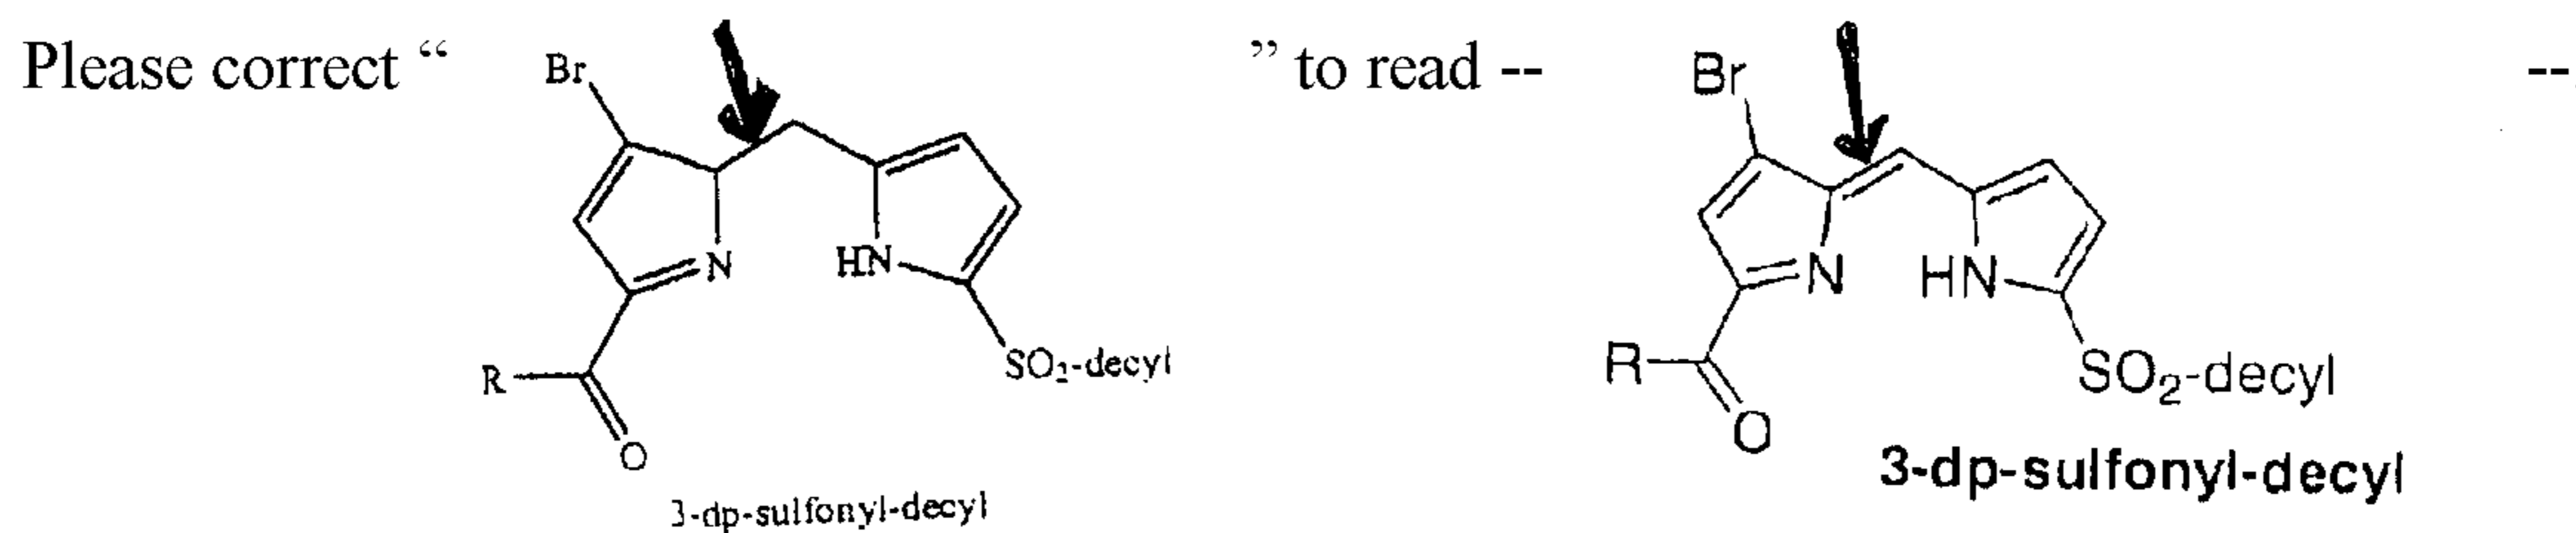 Please correct “ ” to read -- --
Br
N
HN
R
O
SO₂-decyl
3-dp-sulfonyl-decyl
Br
N
HN
R
O
SO₂-decyl
3-dp-sulfonyl-decyl